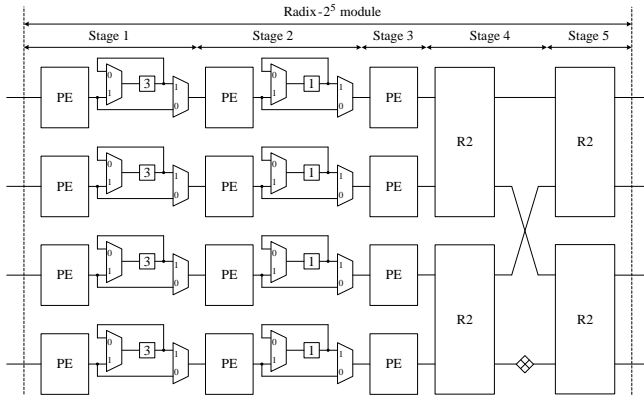 Radix-2⁵ module
Stage 1 Stage 2 Stage 3 Stage 4 Stage 5
PE 0 1 3 1 0 PE 0 1 1 1 0 PE R2 R2
PE 0 1 3 1 0 PE 0 1 1 1 0 PE
PE 0 1 3 1 0 PE 0 1 1 1 0 PE R2 R2
PE 0 1 3 1 0 PE 0 1 1 1 0 PE